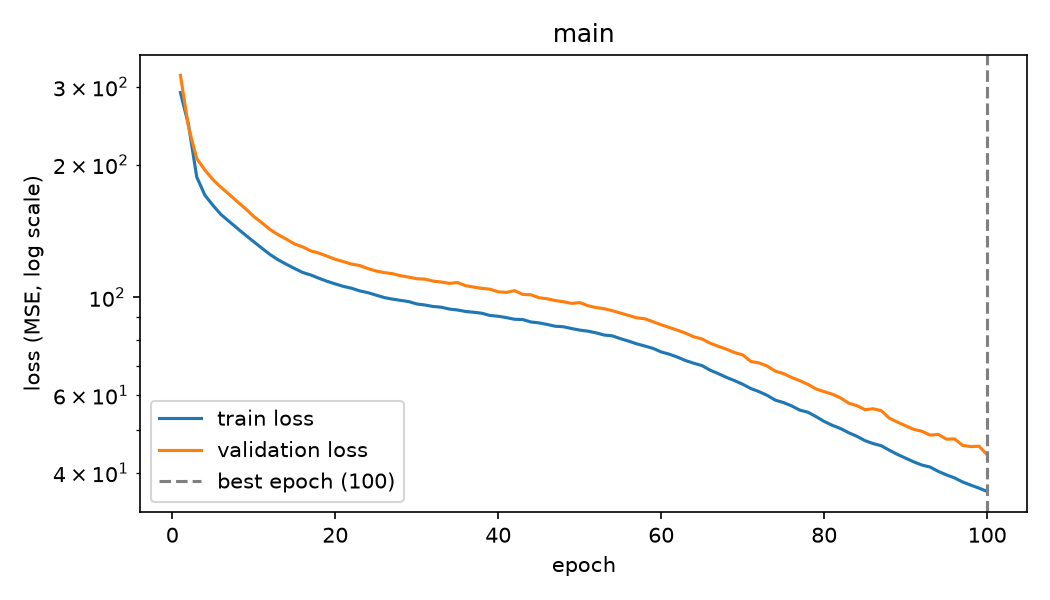 main
loss (MSE, log scale)
3 × 10²
2 × 10²
10²
6 × 10¹
4 × 10¹
train loss
validation loss
best epoch (100)
0 20 40 60 80 100
epoch